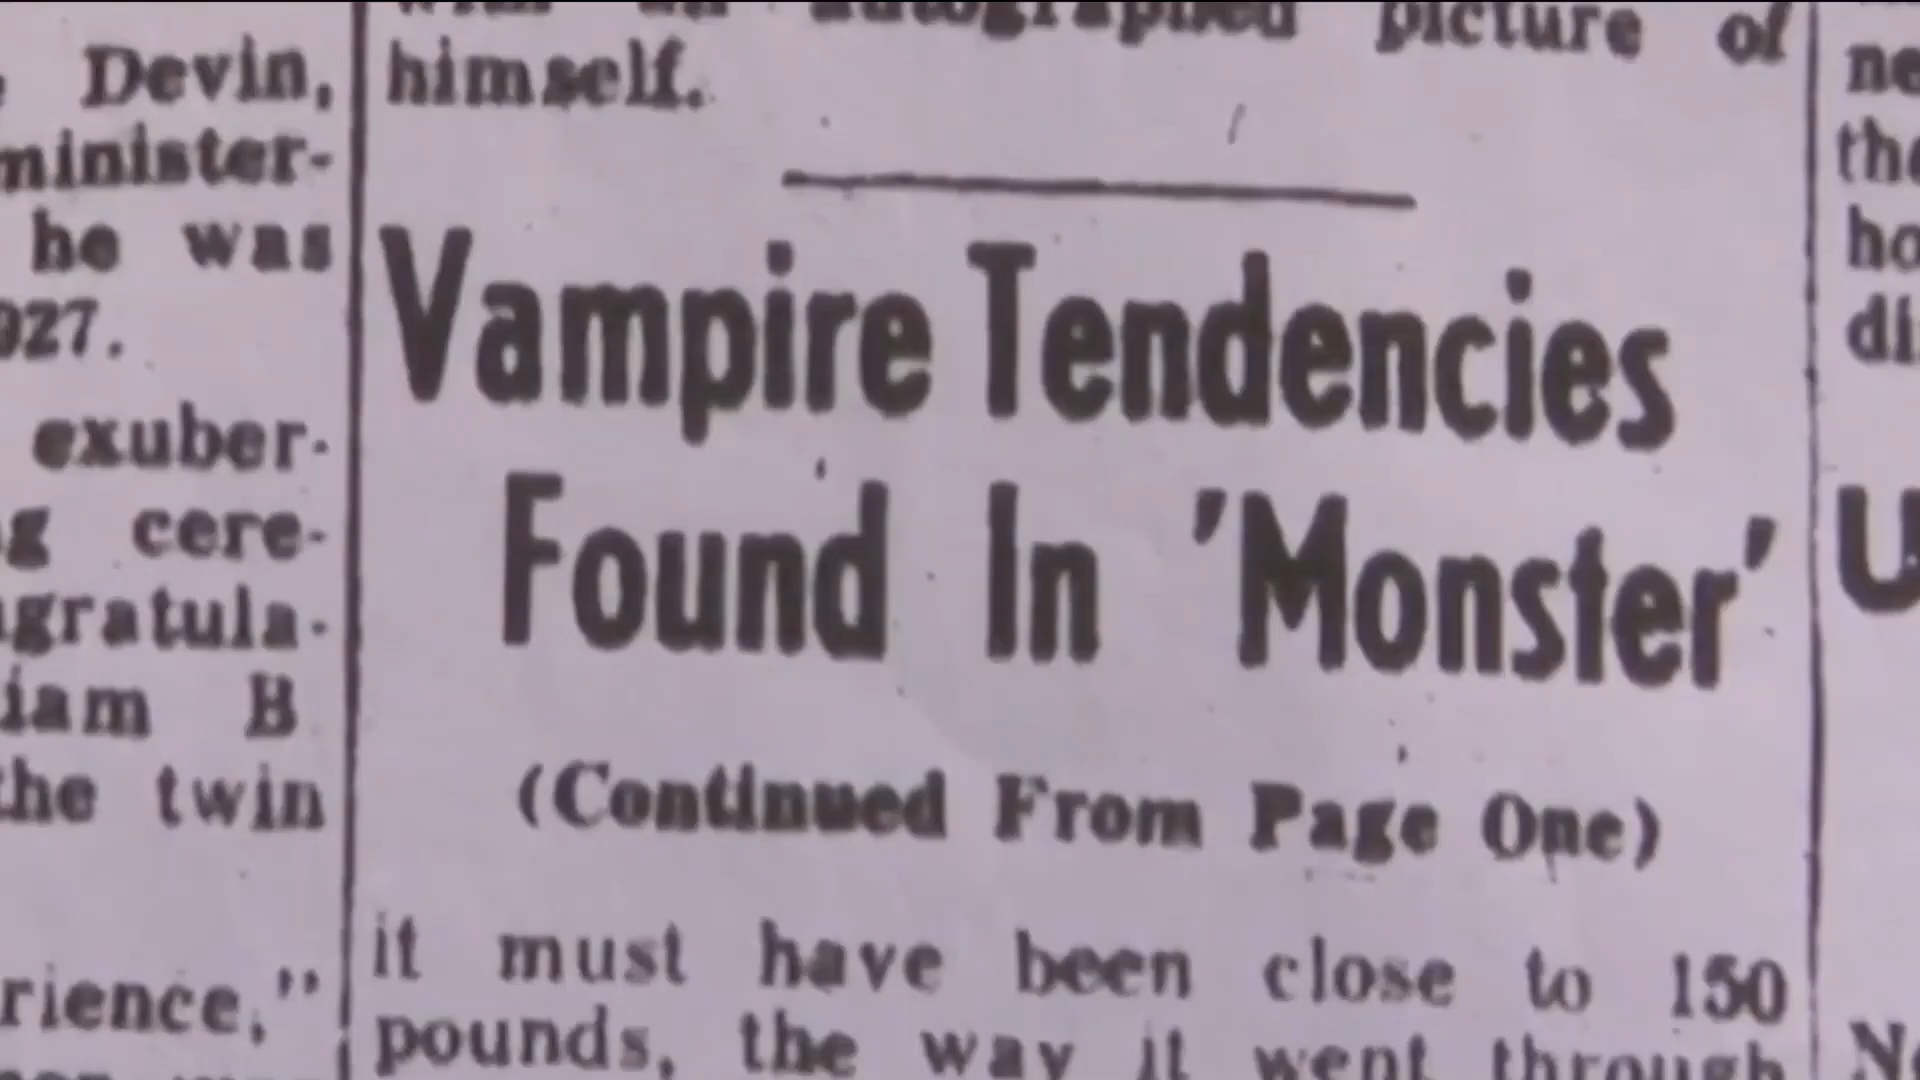 Devin,
minister-
he was
927.
exuber-
cere-
gratula-
iam B
the twin
rience,"
with an autographed picture of
himself.
Vampire Tendencies
Found In 'Monster'
(Continued From Page One)
it must have been close to 150
pounds, the way it went through
ne
the
ho
di
U